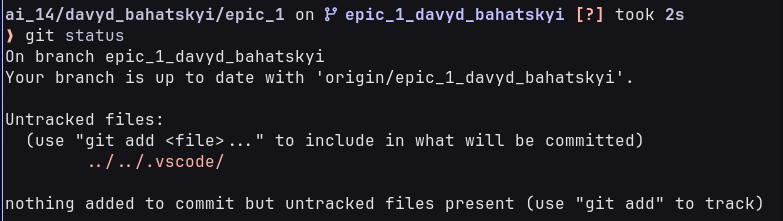 ai_14/davyd_bahatskyi/epic_1 on epic_1_davyd_bahatskyi [?] took 2s
❯ git status
On branch epic_1_davyd_bahatskyi
Your branch is up to date with 'origin/epic_1_davyd_bahatskyi'.
Untracked files:
(use "git add <file>..." to include in what will be committed)
../../.vscode/
nothing added to commit but untracked files present (use "git add" to track)